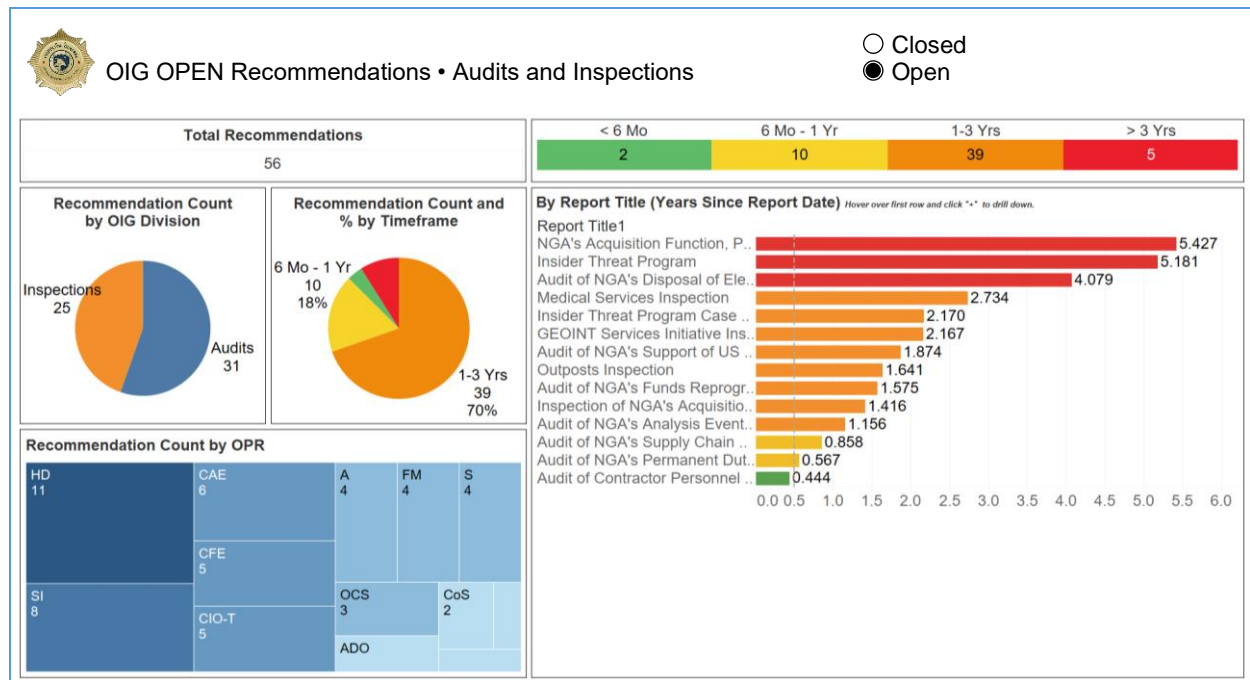 OIG OPEN Recommendations • Audits and Inspections
Closed
Open
Total Recommendations
56
< 6 Mo 6 Mo - 1 Yr 1-3 Yrs > 3 Yrs
2 10 39 5
Recommendation Count
by OIG Division
Inspections
25
Audits
31
Recommendation Count and
% by Timeframe
6 Mo - 1 Yr
10
18%
1-3 Yrs
39
70%
By Report Title (Years Since Report Date) Hover over first row and click "+" to drill down.
Report Title1
NGA's Acquisition Function, P.. 5.427
Insider Threat Program 5.181
Audit of NGA's Disposal of Ele.. 4.079
Medical Services Inspection 2.734
Insider Threat Program Case .. 2.170
GEOINT Services Initiative Ins.. 2.167
Audit of NGA's Support of US .. 1.874
Outposts Inspection 1.641
Audit of NGA's Funds Reprogr.. 1.575
Inspection of NGA's Acquisitio.. 1.416
Audit of NGA's Analysis Event.. 1.156
Audit of NGA's Supply Chain .. 0.858
Audit of NGA's Permanent Dut.. 0.567
Audit of Contractor Personnel .. 0.444
0.0 0.5 1.0 1.5 2.0 2.5 3.0 3.5 4.0 4.5 5.0 5.5 6.0
Recommendation Count by OPR
HD
11
SI
8
CAE
6
CFE
5
CIO-T
5
A
4
FM
4
S
4
OCS
3
ADO
CoS
2